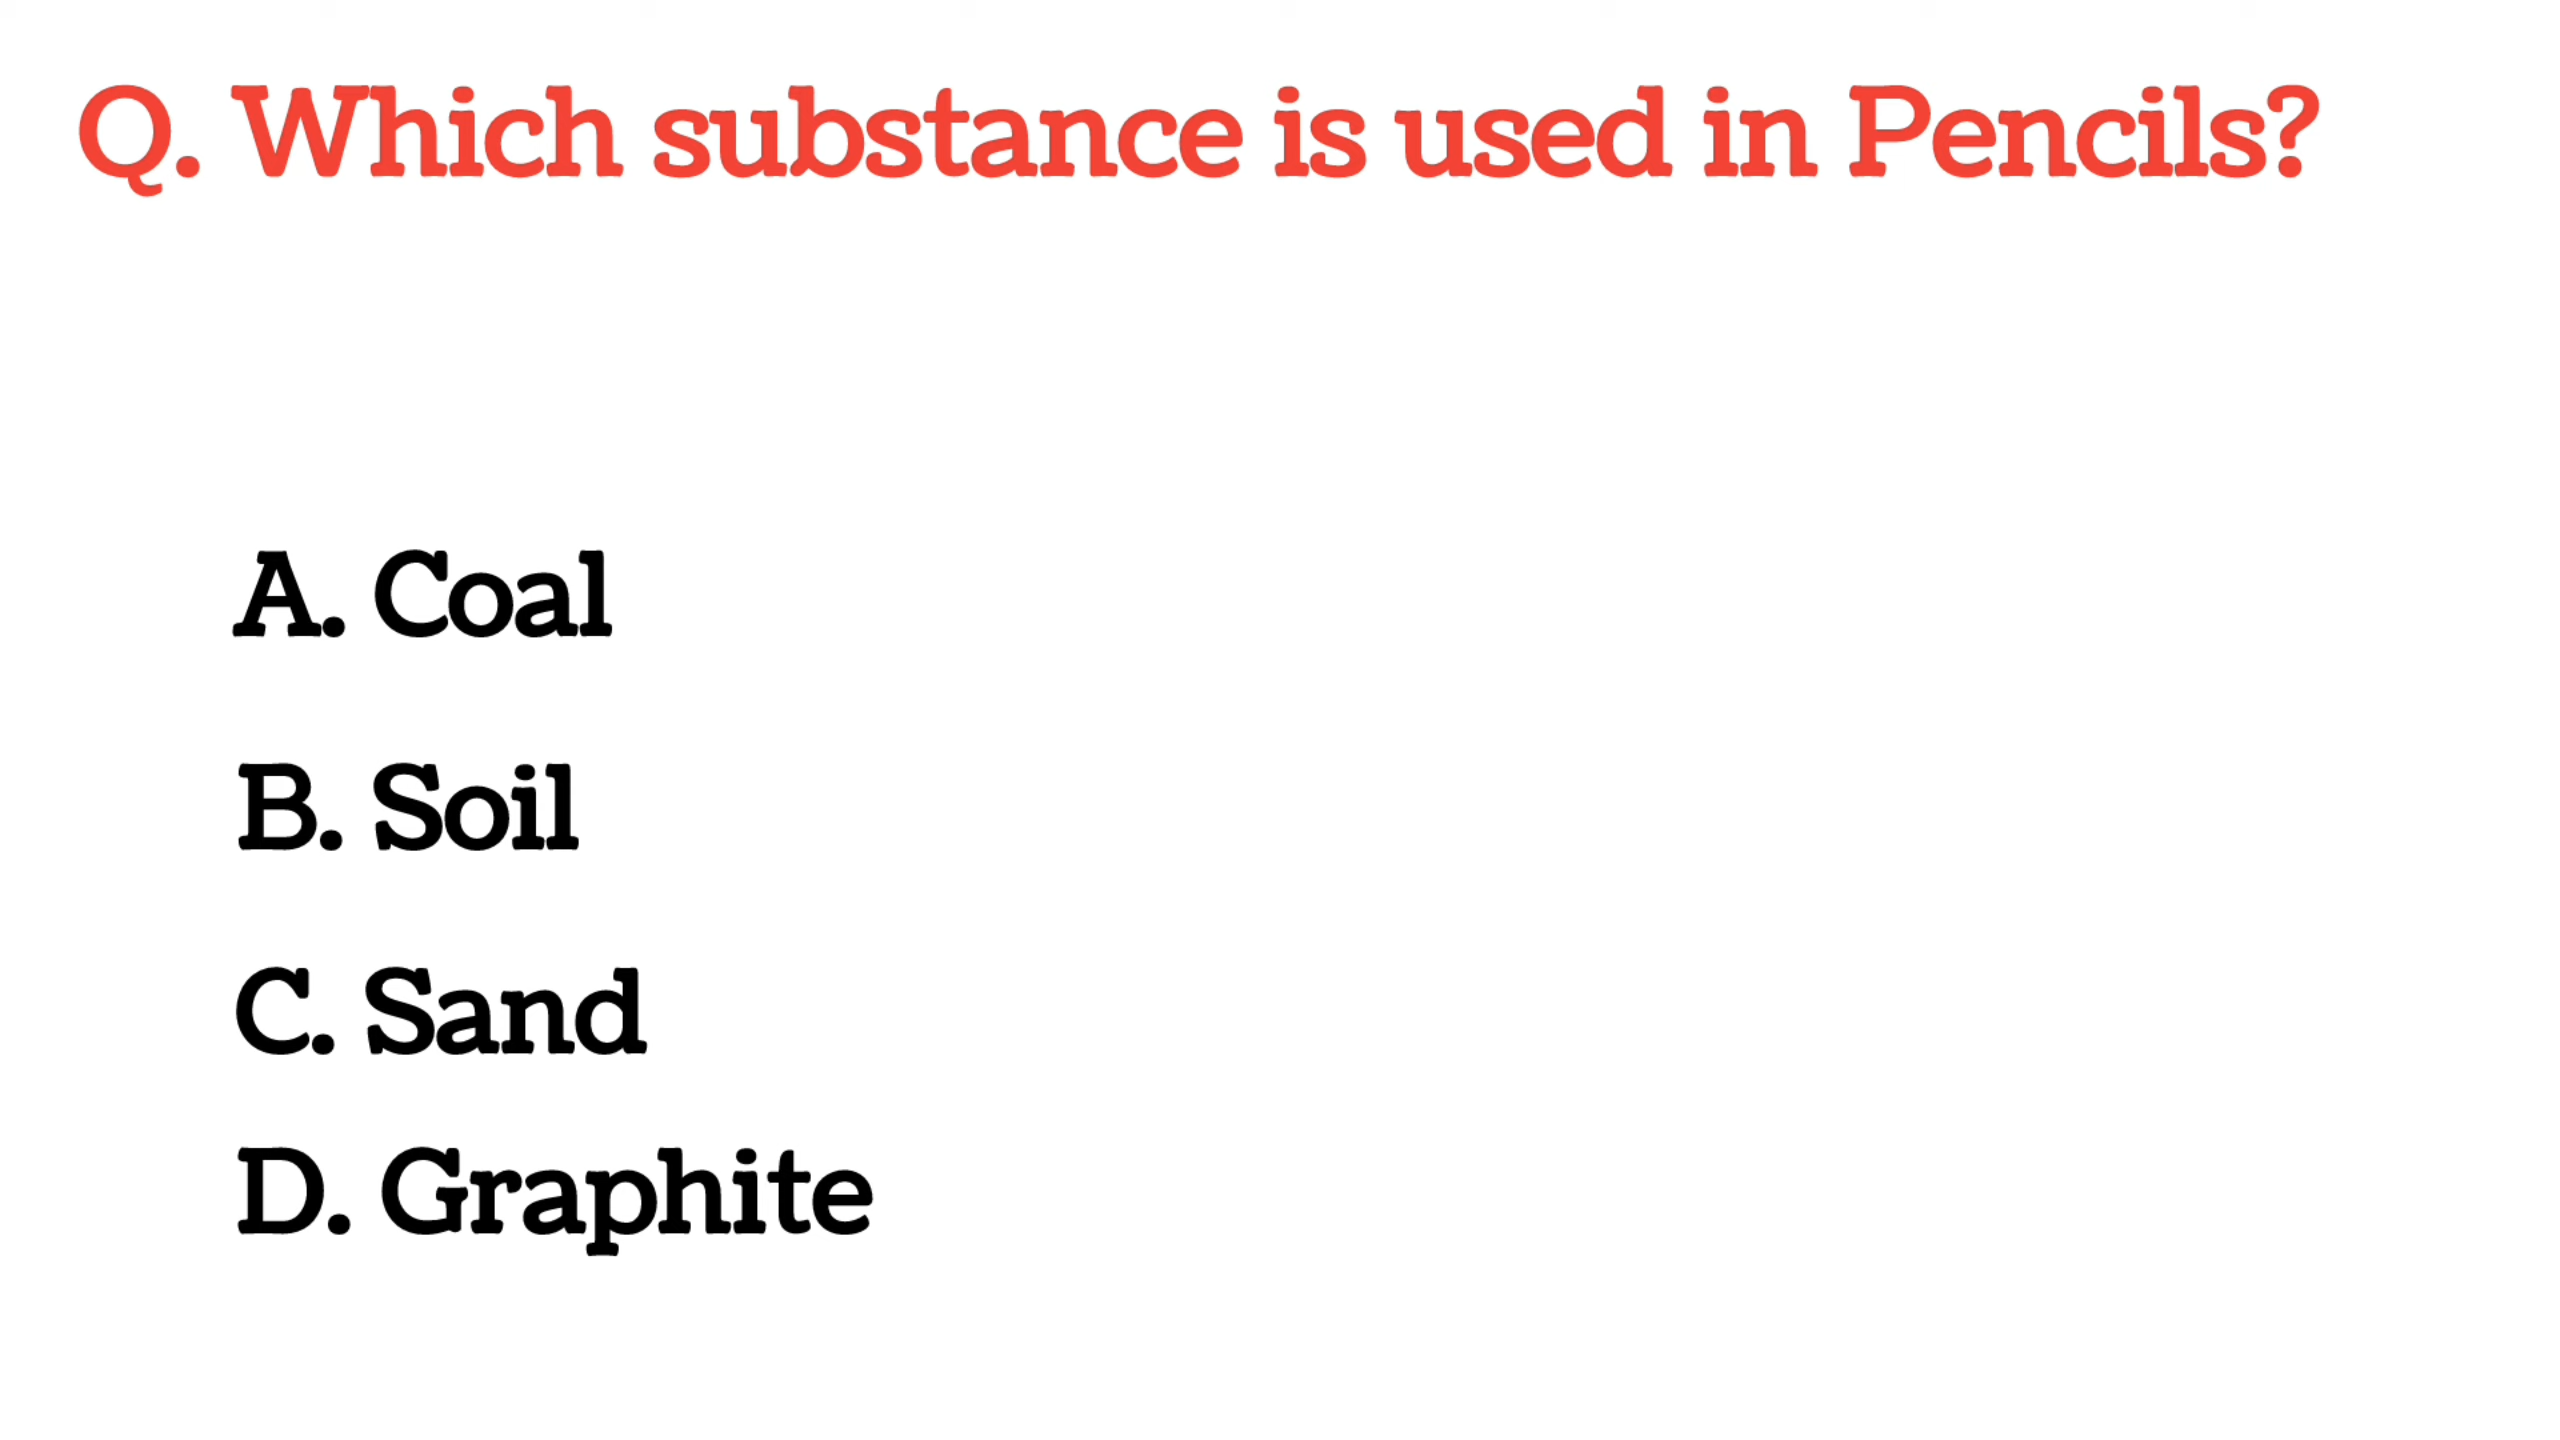 Q. Which substance is used in Pencils?
A. Coal
B. Soil
C. Sand
D. Graphite